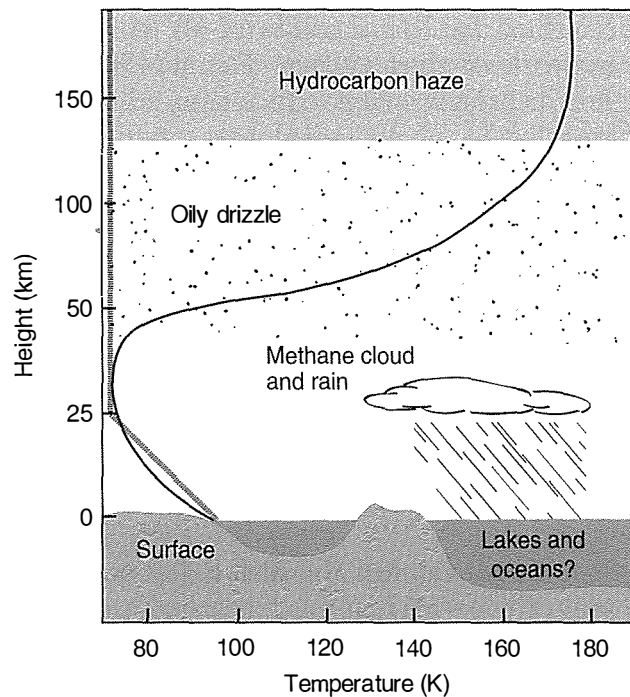 Hydrocarbon haze
Oily drizzle
Methane cloud
and rain
Surface
Lakes and
oceans?
Height (km)
150
100
50
25
0
80
100
120
140
160
180
Temperature (K)